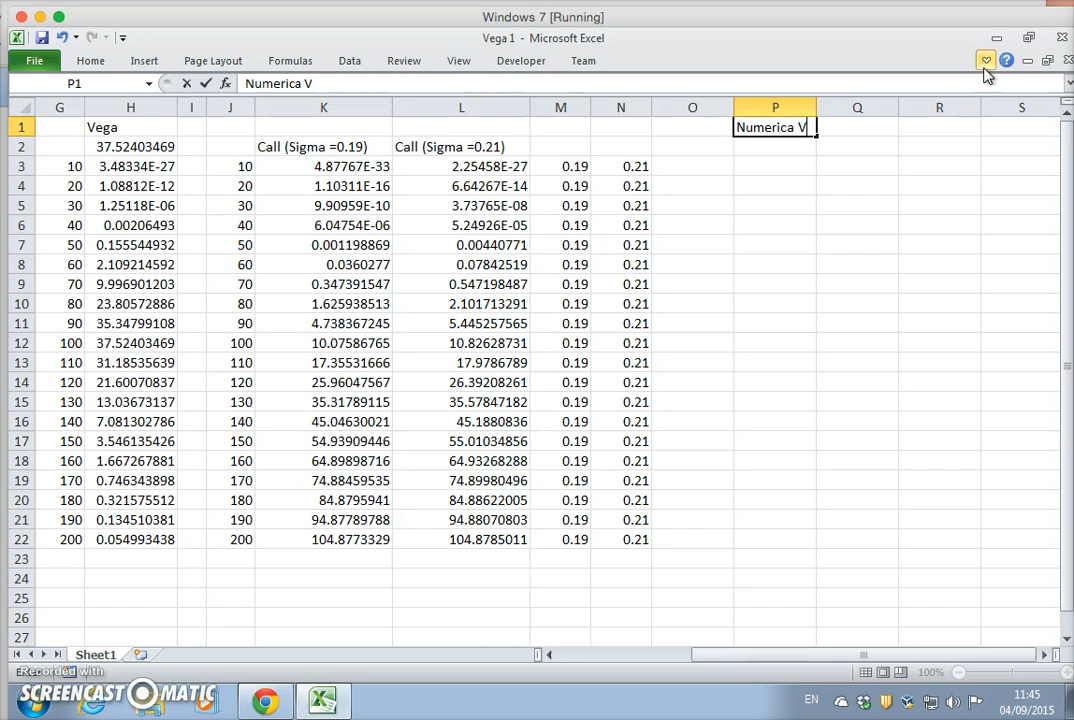 Windows 7 [Running]
Vega 1 - Microsoft Excel
File Home Insert Page Layout Formulas Data Review View Developer Team
P1 fx Numerica V
G H I J K L M N O P Q R S
1 Vega Numerica V
2 37.52403469 Call (Sigma =0.19) Call (Sigma =0.21)
3 10 3.48334E-27 10 4.87767E-33 2.25458E-27 0.19 0.21
4 20 1.08812E-12 20 1.10311E-16 6.64267E-14 0.19 0.21
5 30 1.25118E-06 30 9.90959E-10 3.73765E-08 0.19 0.21
6 40 0.00206493 40 6.04754E-06 5.24926E-05 0.19 0.21
7 50 0.155544932 50 0.001198869 0.00440771 0.19 0.21
8 60 2.109214592 60 0.0360277 0.07842519 0.19 0.21
9 70 9.996901203 70 0.347391547 0.547198487 0.19 0.21
10 80 23.80572886 80 1.625938513 2.101713291 0.19 0.21
11 90 35.34799108 90 4.738367245 5.445257565 0.19 0.21
12 100 37.52403469 100 10.07586765 10.82628731 0.19 0.21
13 110 31.18535639 110 17.35531666 17.9786789 0.19 0.21
14 120 21.60070837 120 25.96047567 26.39208261 0.19 0.21
15 130 13.03673137 130 35.31789115 35.57847182 0.19 0.21
16 140 7.081302786 140 45.04630021 45.1880836 0.19 0.21
17 150 3.546135426 150 54.93909446 55.01034856 0.19 0.21
18 160 1.667267881 160 64.89898716 64.93268288 0.19 0.21
19 170 0.746343898 170 74.88459535 74.89980496 0.19 0.21
20 180 0.321575512 180 84.8795941 84.88622005 0.19 0.21
21 190 0.134510381 190 94.87789788 94.88070803 0.19 0.21
22 200 0.054993438 200 104.8773329 104.8785011 0.19 0.21
23
24
25
26
27
Sheet1
Recorded with 100%
SCREENCAST-O-MATIC
EN 11:45
04/09/2015